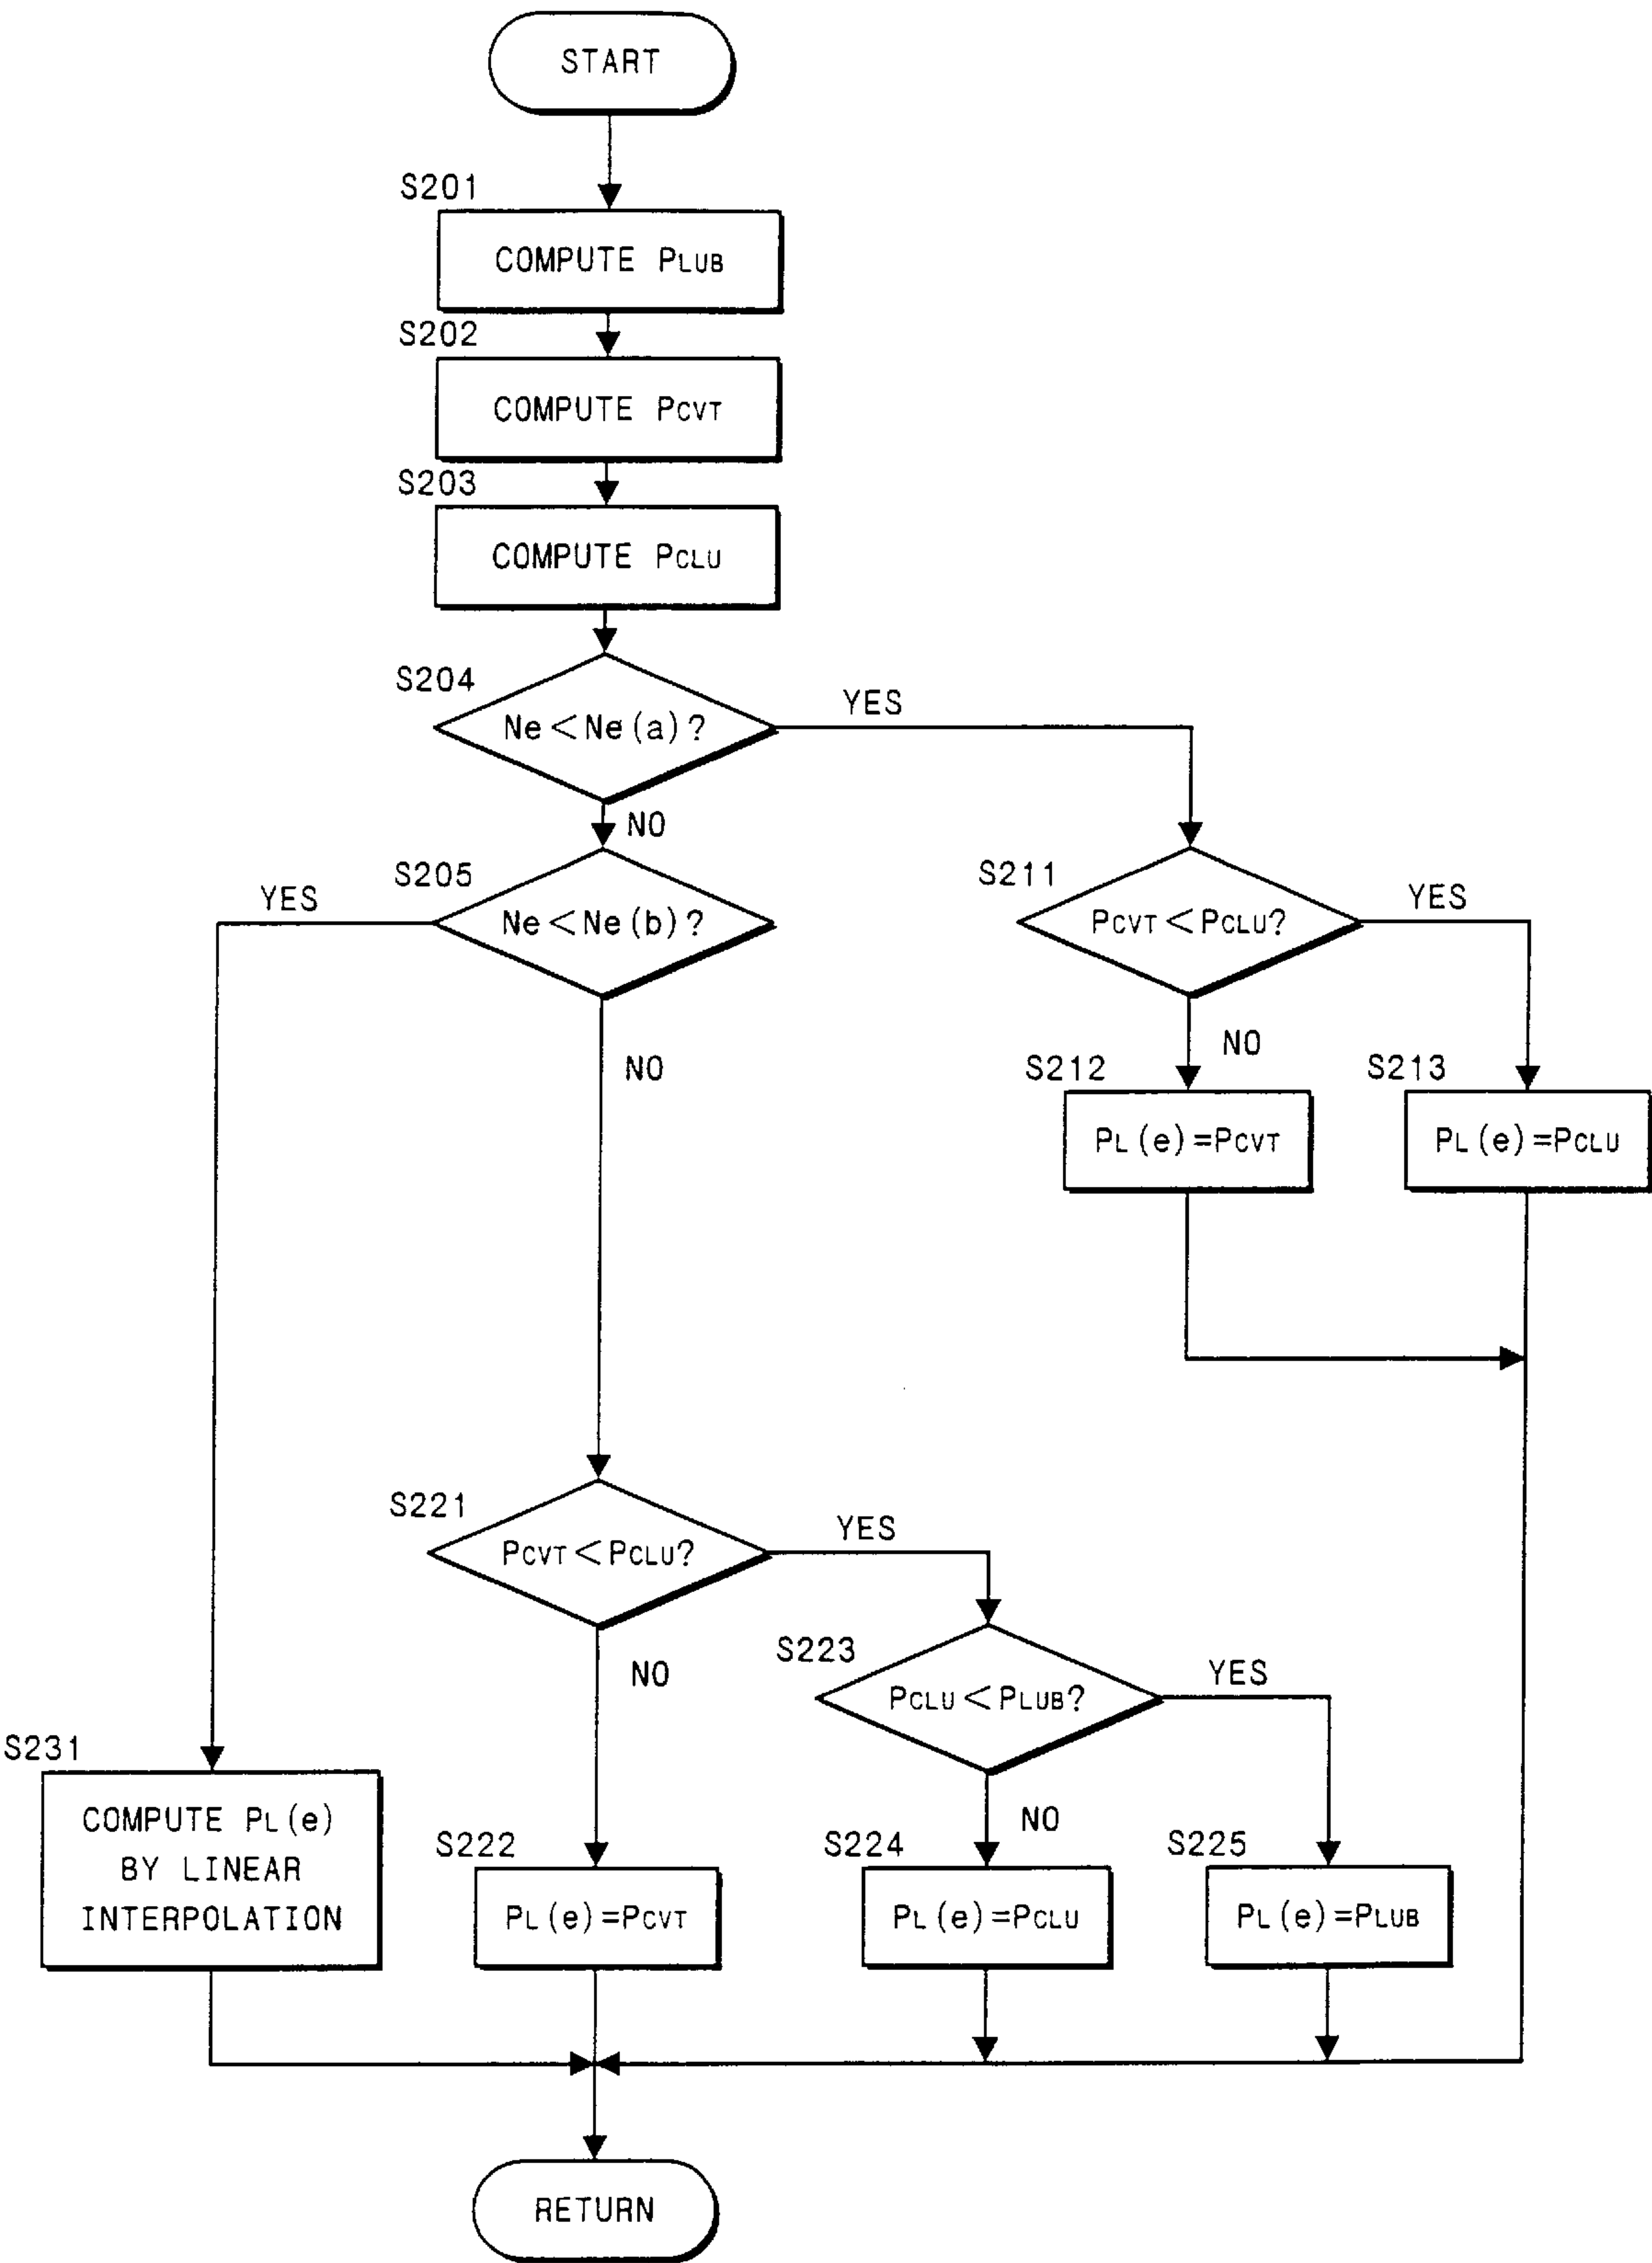 START
S201
COMPUTE PLUB
S202
COMPUTE PCVT
S203
COMPUTE PCLU
S204
Ne<Ne(a)?
YES
NO
S205
Ne<Ne(b)?
YES
NO
S211
PCVT<PCLU?
YES
NO
S212
PL(e)=PCVT
S213
PL(e)=PCLU
S221
PCVT<PCLU?
YES
NO
S223
PCLU<PLUB?
YES
NO
S231
COMPUTE PL(e)
BY LINEAR
INTERPOLATION
S222
PL(e)=PCVT
S224
PL(e)=PCLU
S225
PL(e)=PLUB
RETURN